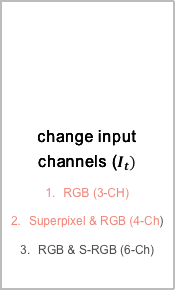 change input
channels (𝑰𝒕)
1. RGB (3-CH)
2. Superpixel & RGB (4-Ch)
3. RGB & S-RGB (6-Ch)